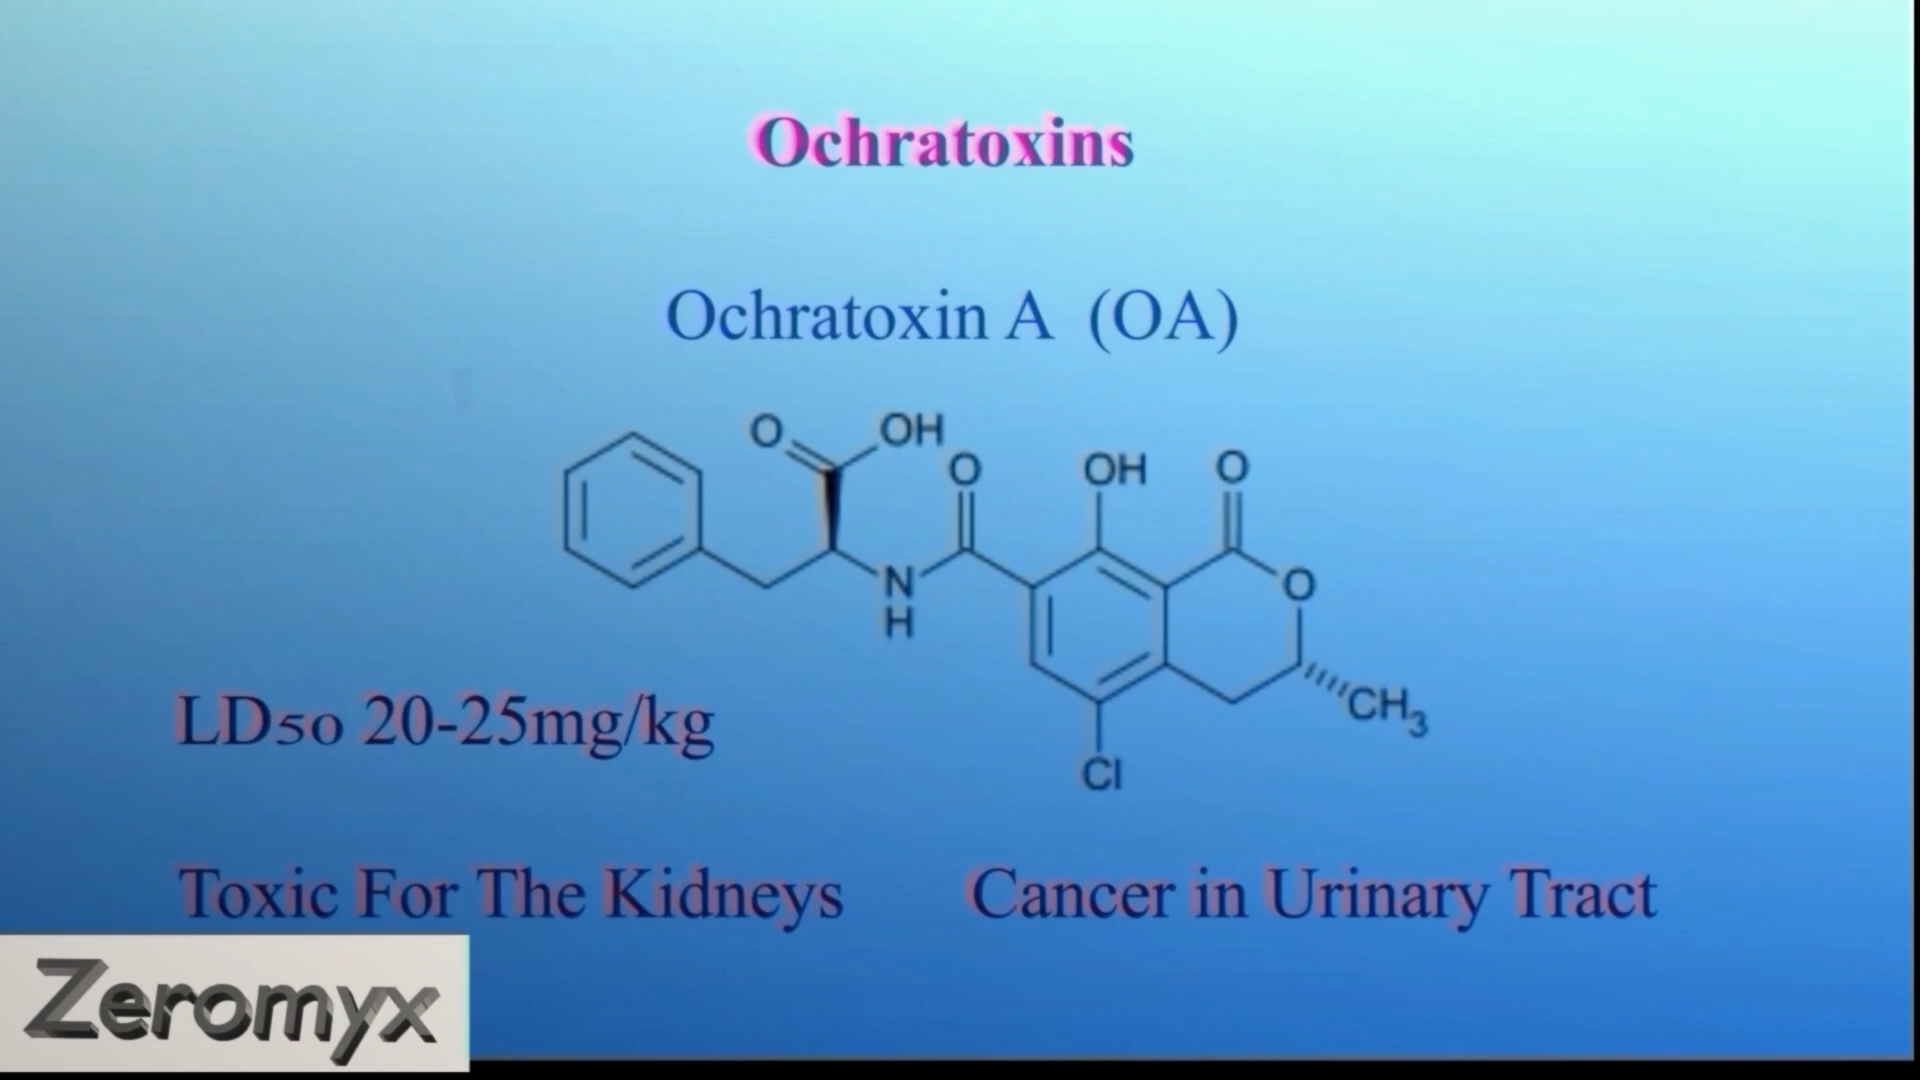 Ochratoxins
Ochratoxin A (OA)
O OH O OH O
O
N
H
CH₃
LD50 20-25mg/kg
Cl
Toxic For The Kidneys Cancer in Urinary Tract
Zeromyx